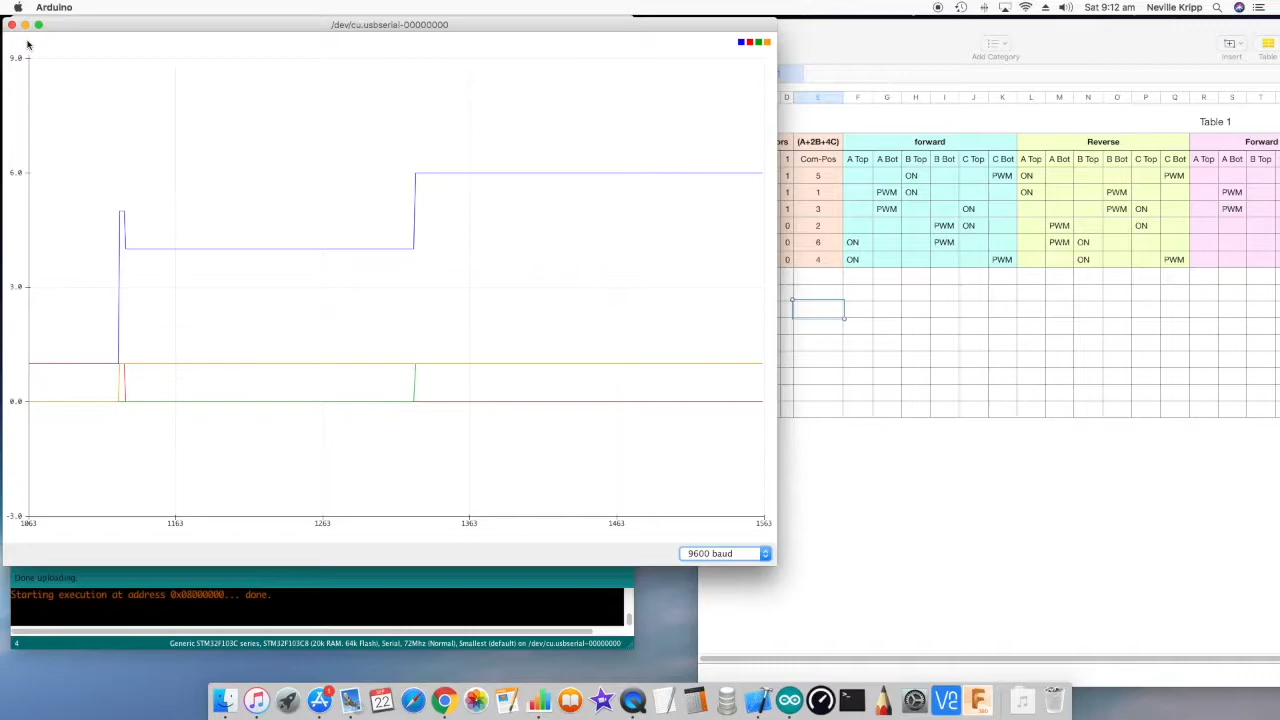 Arduino
Sat 9:12 am Neville Kripp
/dev/cu.usbserial-00000000
9.0
6.0
3.0
0.0
-3.0
1063 1163 1263 1363 1463 1563
9600 baud
Done uploading.
Starting execution at address 0x08000000... done.
4 Generic STM32F103C series, STM32F103C8 (20k RAM. 64k Flash), Serial, 72Mhz (Normal), Smallest (default) on /dev/cu.usbserial-00000000
Add Category
Insert
Table
D E F G H I J K L M N O P Q R S T
Table 1
ors (A+2B+4C) forward Reverse Forward
1 Com-Pos A Top A Bot B Top B Bot C Top C Bot A Top A Bot B Top B Bot C Top C Bot A Top A Bot B Top
1 5 ON PWM ON PWM
1 1 PWM ON ON PWM PWM
1 3 PWM ON PWM ON PWM
0 2 PWM ON PWM ON
0 6 ON PWM PWM ON
0 4 ON PWM ON PWM
SEP
22
1